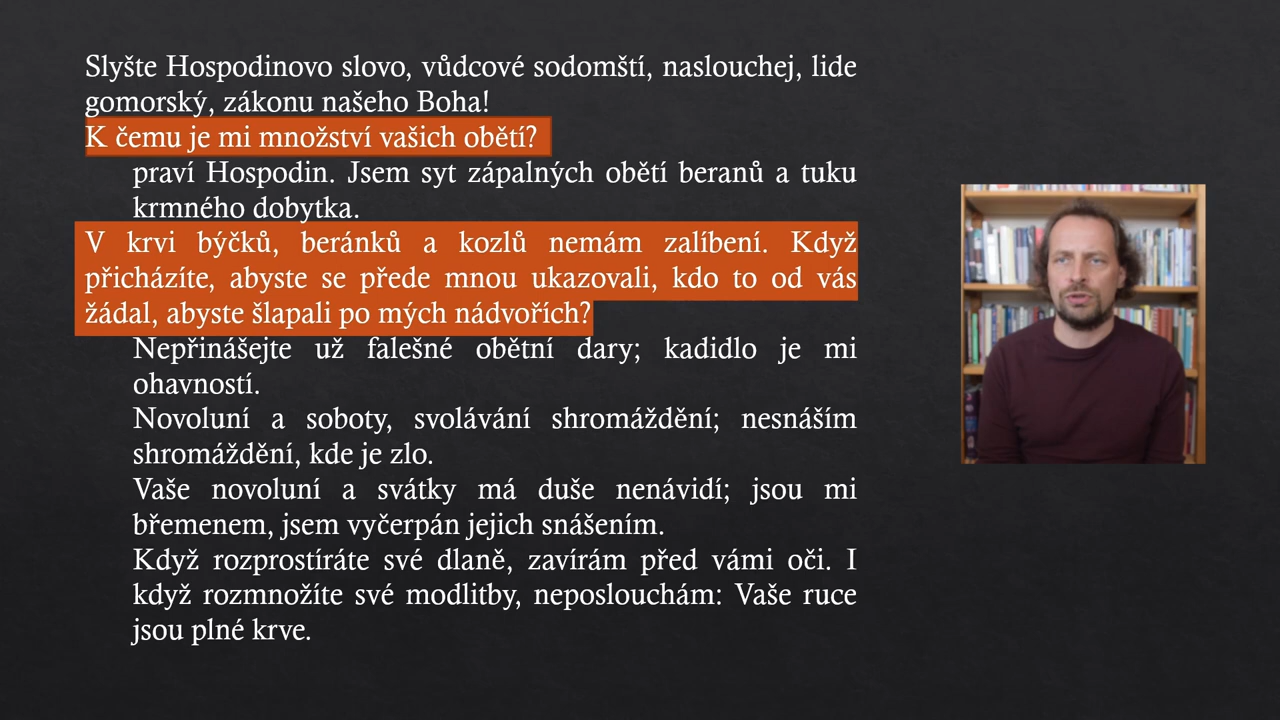 Slyšte Hospodinovo slovo, vůdcové sodomští, naslouchej, lide
gomorský, zákonu našeho Boha!
K čemu je mi množství vašich obětí?
praví Hospodin. Jsem syt zápalných obětí beranů a tuku
krmného dobytka.
V krvi býčků, beránků a kozlů nemám zalíbení. Když
přicházíte, abyste se přede mnou ukazovali, kdo to od vás
žádal, abyste šlapali po mých nádvořích?
Nepřinášejte už falešné obětní dary; kadidlo je mi
ohavností.
Novoluní a soboty, svolávání shromáždění; nesnáším
shromáždění, kde je zlo.
Vaše novoluní a svátky má duše nenávidí; jsou mi
břemenem, jsem vyčerpán jejich snášením.
Když rozprostíráte své dlaně, zavírám před vámi oči. I
když rozmnožíte své modlitby, neposlouchám: Vaše ruce
jsou plné krve.